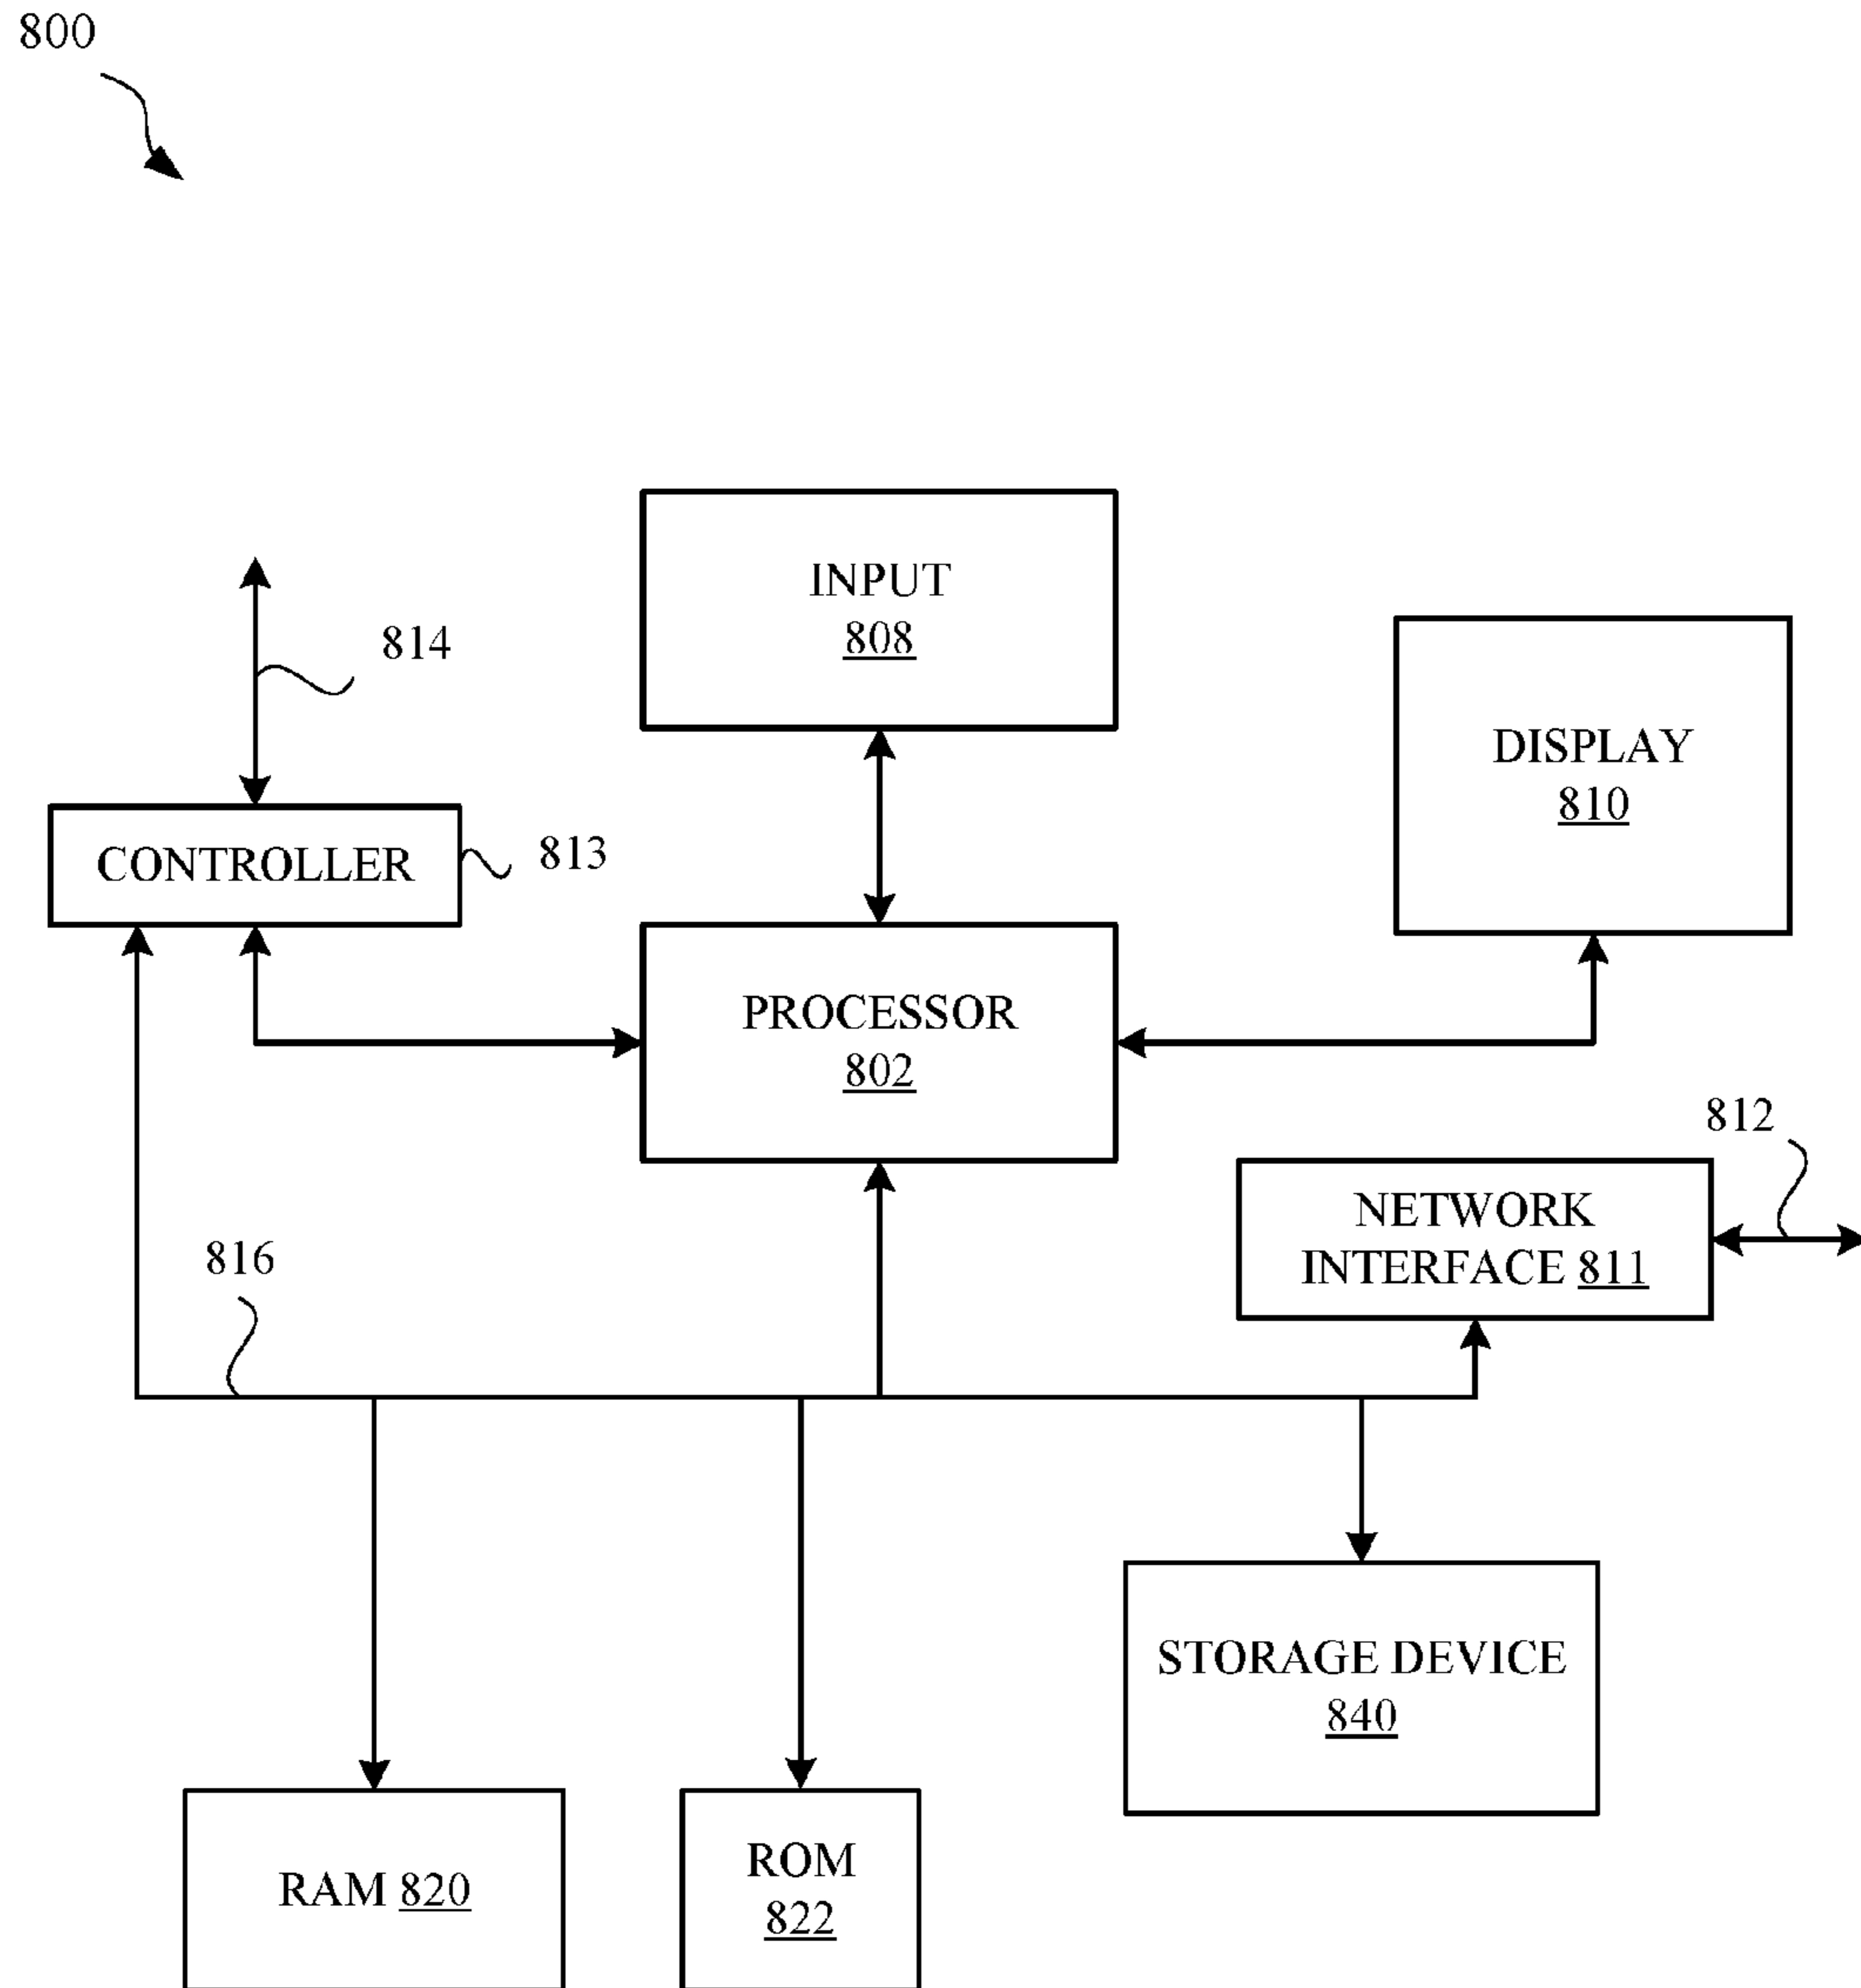 800
INPUT
808
814
DISPLAY
810
CONTROLLER
813
PROCESSOR
802
812
NETWORK
INTERFACE 811
816
STORAGE DEVICE
840
RAM 820
ROM
822